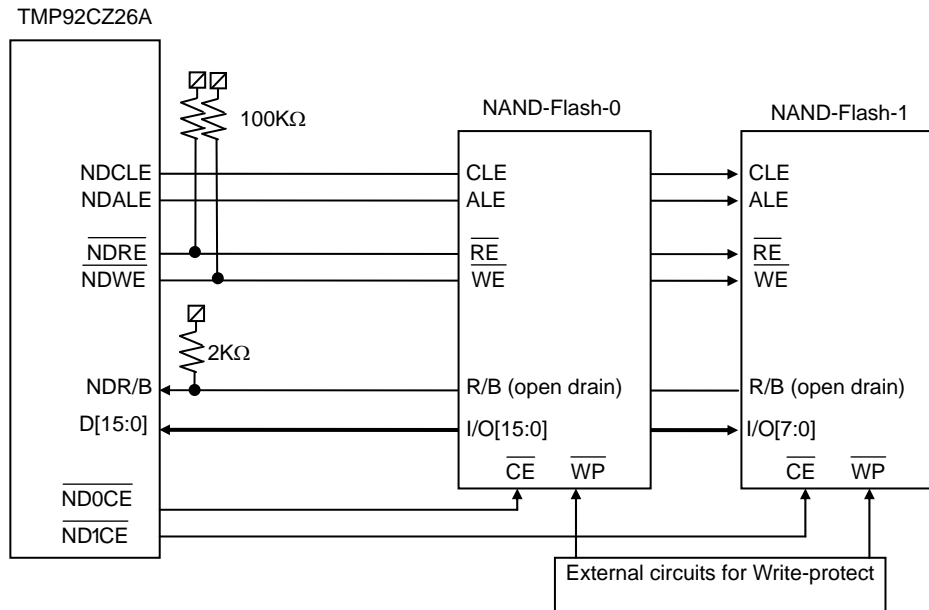 TMP92CZ26A
100KΩ
NAND-Flash-0
NAND-Flash-1
NDCLE
CLE
CLE
NDALE
ALE
ALE
NDRE
RE
RE
NDWE
WE
WE
2KΩ
NDR/B
R/B (open drain)
R/B (open drain)
D[15:0]
I/O[15:0]
I/O[7:0]
CE
WP
CE
WP
ND0CE
ND1CE
External circuits for Write-protect